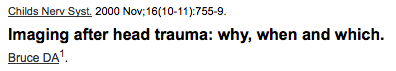 Childs Nerv Syst. 2000 Nov;16(10-11):755-9.
Imaging after head trauma: why, when and which.
Bruce DA1.